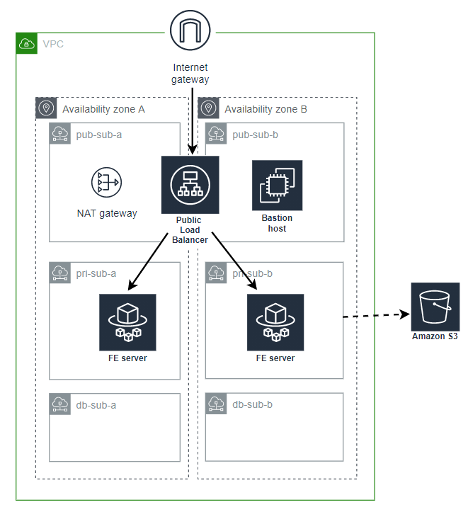 VPC
Internet
gateway
Availability zone A
Availability zone B
pub-sub-a
pub-sub-b
NAT gateway
Public
Load
Balancer
Bastion
host
pri-sub-a
pri-sub-b
FE server
FE server
Amazon S3
db-sub-a
db-sub-b